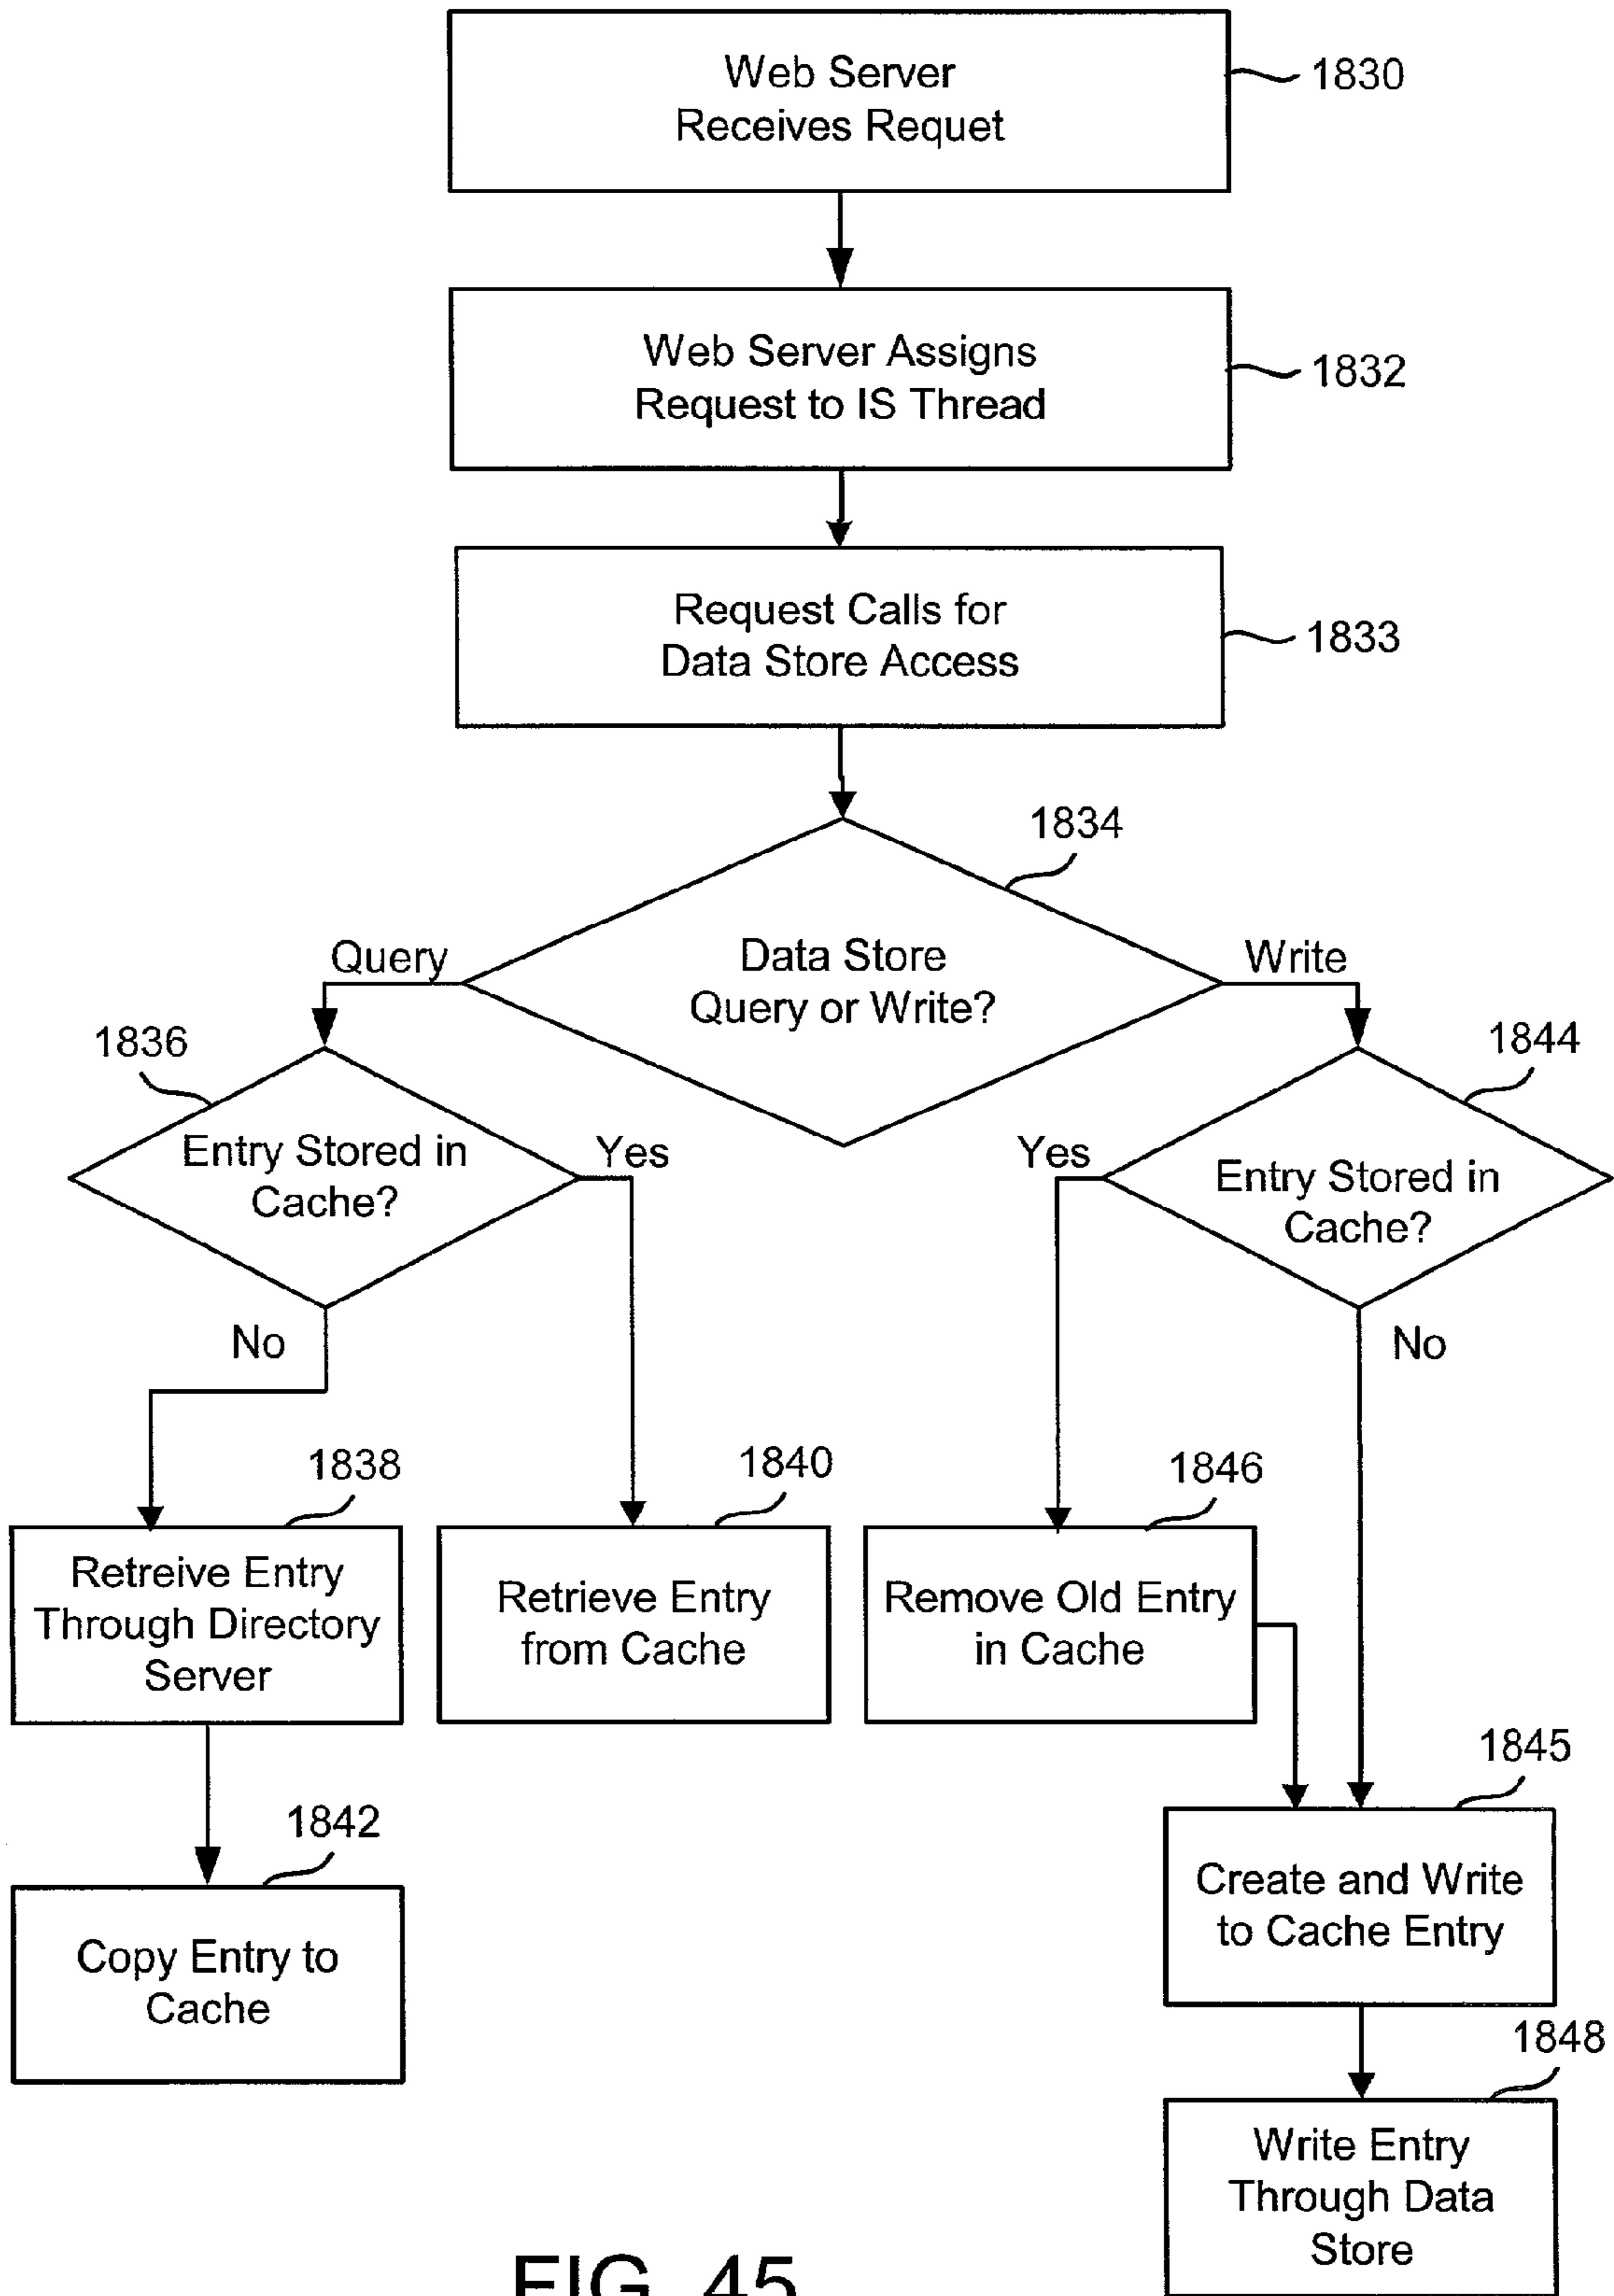 Web Server
Receives Requet
1830
Web Server Assigns
Request to IS Thread
1832
Request Calls for
Data Store Access
1833
1834
Data Store
Query or Write?
Query
Write
1836
Entry Stored in
Cache?
Yes
No
1844
Entry Stored in
Cache?
Yes
No
1838
Retreive Entry
Through Directory
Server
1840
Retrieve Entry
from Cache
1846
Remove Old Entry
in Cache
1842
Copy Entry to
Cache
1845
Create and Write
to Cache Entry
1848
Write Entry
Through Data
Store
FIG. 45